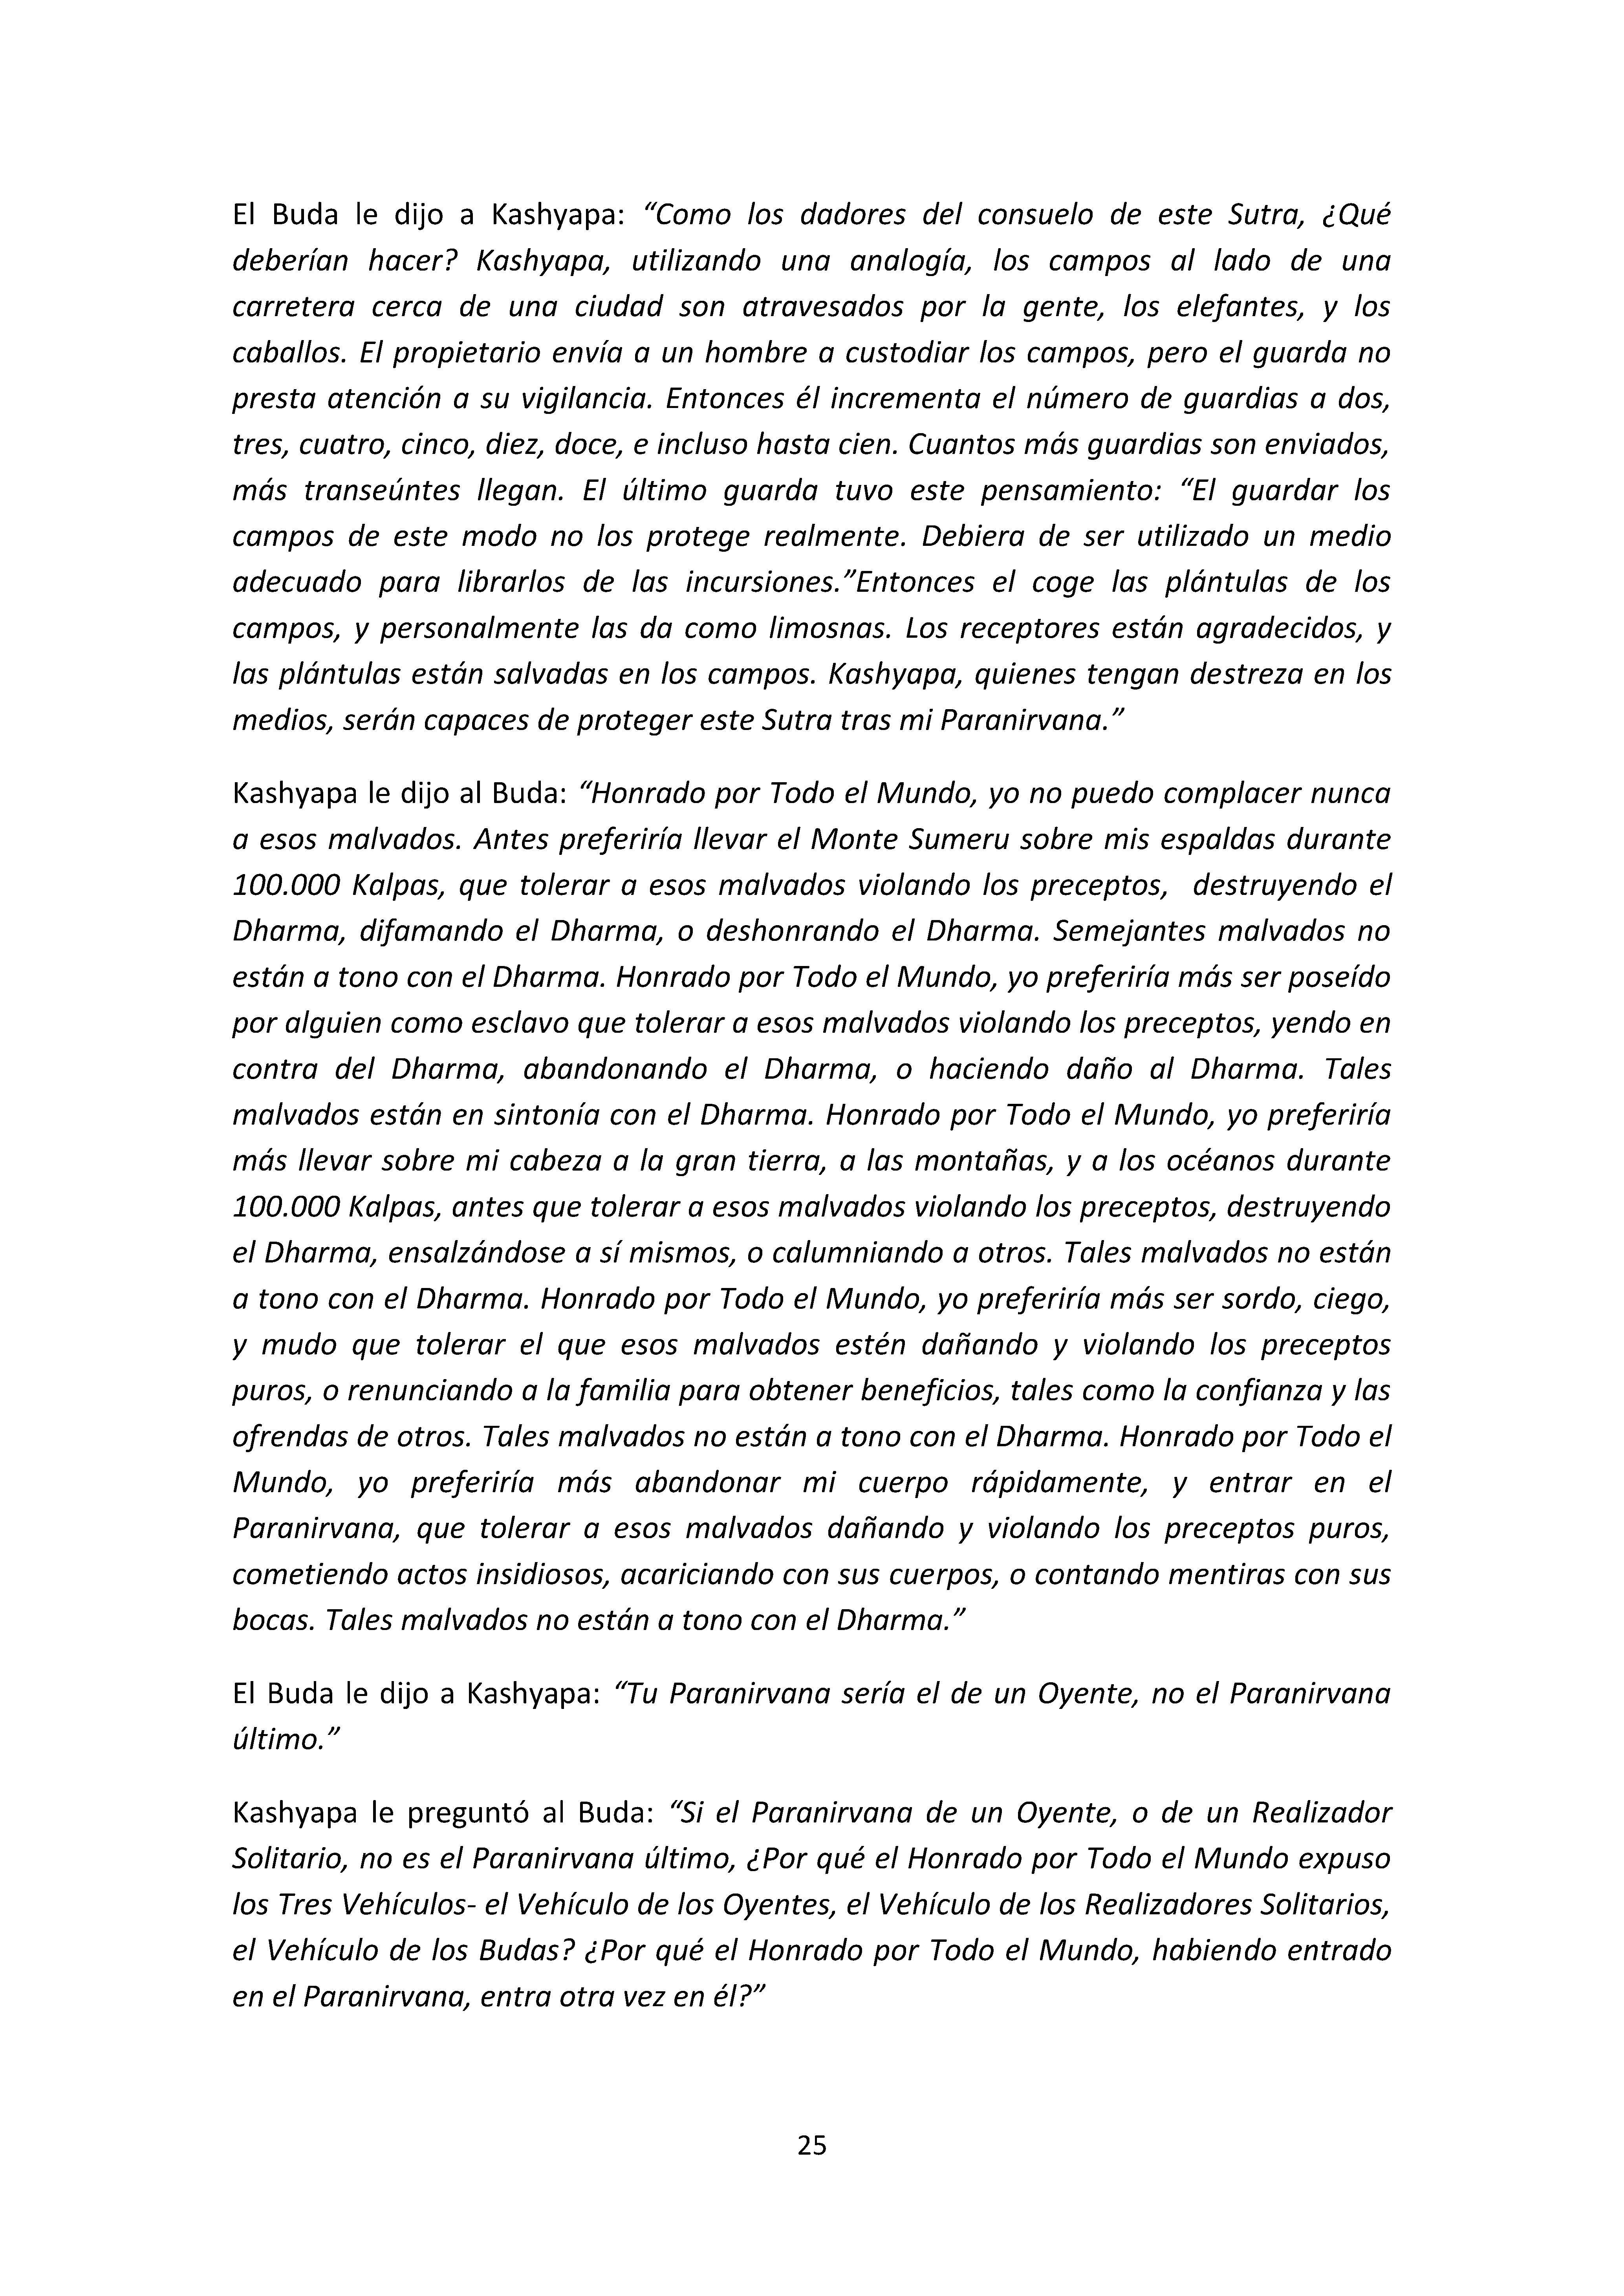 El Buda le dijo a Kashyapa: “Como los dadores del consuelo de este Sutra, ¿Qué
deberían hacer? Kashyapa, utilizando una analogía, los campos al lado de una
carretera cerca de una ciudad son atravesados por la gente, los elefantes, y los
caballos. El propietario envía a un hombre a custodiar los campos, pero el guarda no
presta atención a su vigilancia. Entonces él incrementa el número de guardias a dos,
tres, cuatro, cinco, diez, doce, e incluso hasta cien. Cuantos más guardias son enviados,
más transeúntes llegan. El último guarda tuvo este pensamiento: “El guardar los
campos de este modo no los protege realmente. Debiera de ser utilizado un medio
adecuado para librarlos de las incursiones.”Entonces el coge las plántulas de los
campos, y personalmente las da como limosnas. Los receptores están agradecidos, y
las plántulas están salvadas en los campos. Kashyapa, quienes tengan destreza en los
medios, serán capaces de proteger este Sutra tras mi Paranirvana.”
Kashyapa le dijo al Buda: “Honrado por Todo el Mundo, yo no puedo complacer nunca
a esos malvados. Antes preferiría llevar el Monte Sumeru sobre mis espaldas durante
100.000 Kalpas, que tolerar a esos malvados violando los preceptos,  destruyendo el
Dharma, difamando el Dharma, o deshonrando el Dharma. Semejantes malvados no
están a tono con el Dharma. Honrado por Todo el Mundo, yo preferiría más ser poseído
por alguien como esclavo que tolerar a esos malvados violando los preceptos, yendo en
contra del Dharma, abandonando el Dharma, o haciendo daño al Dharma. Tales
malvados están en sintonía con el Dharma. Honrado por Todo el Mundo, yo preferiría
más llevar sobre mi cabeza a la gran tierra, a las montañas, y a los océanos durante
100.000 Kalpas, antes que tolerar a esos malvados violando los preceptos, destruyendo
el Dharma, ensalzándose a sí mismos, o calumniando a otros. Tales malvados no están
a tono con el Dharma. Honrado por Todo el Mundo, yo preferiría más ser sordo, ciego,
y mudo que tolerar el que esos malvados estén dañando y violando los preceptos
puros, o renunciando a la familia para obtener beneficios, tales como la confianza y las
ofrendas de otros. Tales malvados no están a tono con el Dharma. Honrado por Todo el
Mundo, yo preferiría más abandonar mi cuerpo rápidamente, y entrar en el
Paranirvana, que tolerar a esos malvados dañando y violando los preceptos puros,
cometiendo actos insidiosos, acariciando con sus cuerpos, o contando mentiras con sus
bocas. Tales malvados no están a tono con el Dharma.”
El Buda le dijo a Kashyapa: “Tu Paranirvana sería el de un Oyente, no el Paranirvana
último.”
Kashyapa le preguntó al Buda: “Si el Paranirvana de un Oyente, o de un Realizador
Solitario, no es el Paranirvana último, ¿Por qué el Honrado por Todo el Mundo expuso
los Tres Vehículos- el Vehículo de los Oyentes, el Vehículo de los Realizadores Solitarios,
el Vehículo de los Budas? ¿Por qué el Honrado por Todo el Mundo, habiendo entrado
en el Paranirvana, entra otra vez en él?”
25